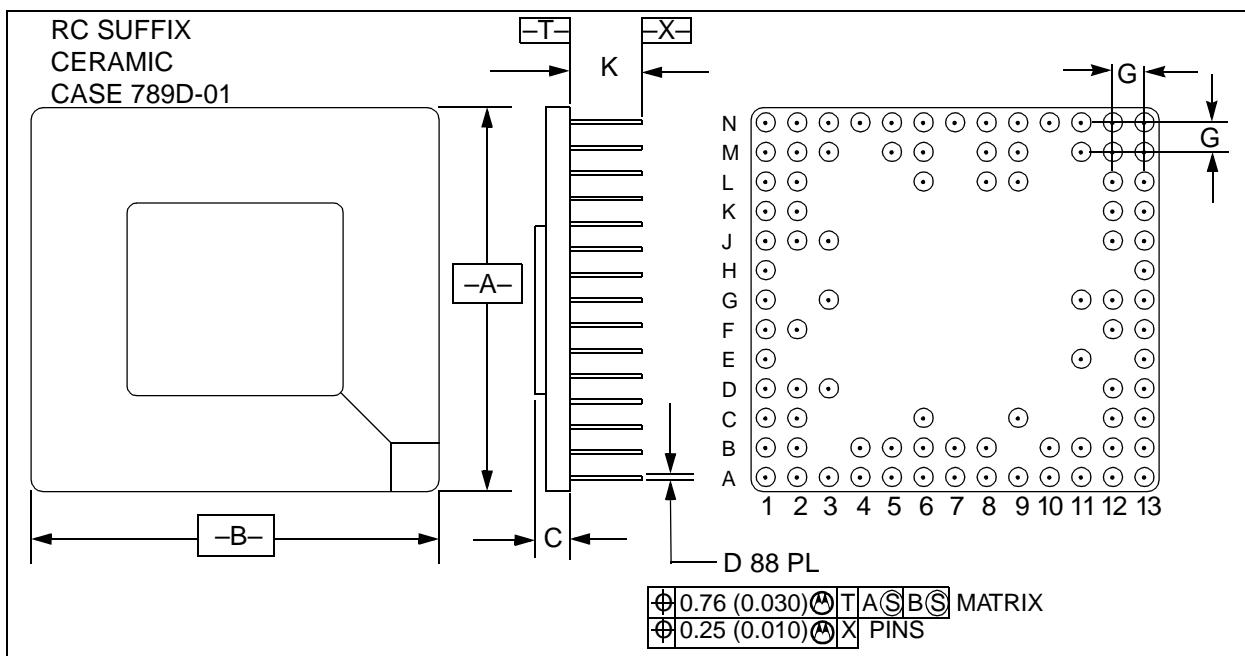 RC SUFFIX
CERAMIC
CASE 789D-01
–T–
–X–
K
G
G
–A–
–B–
C
N
M
L
K
J
H
G
F
E
D
C
B
A
1 2 3 4 5 6 7 8 9 10 11 12 13
D 88 PL
⌖ 0.76 (0.030) Ⓜ T A Ⓢ B Ⓢ MATRIX
⌖ 0.25 (0.010) Ⓜ X PINS